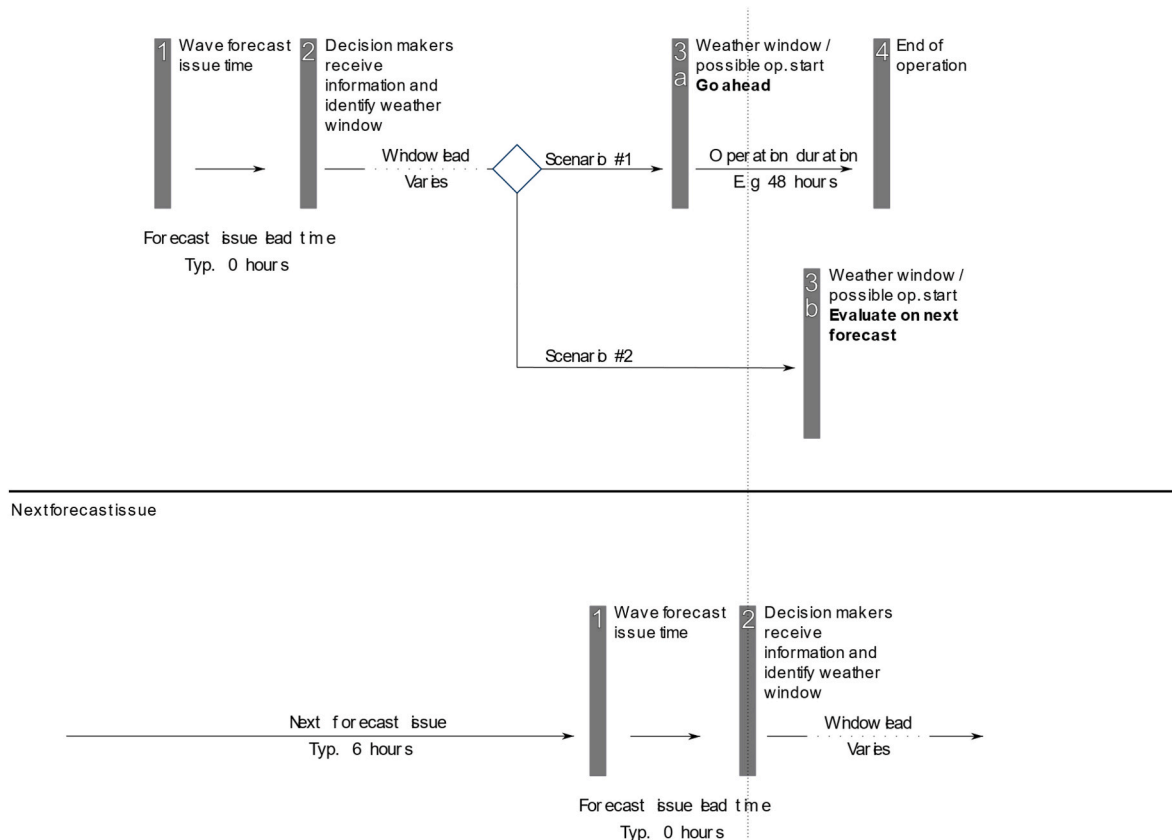 1
Wave forecast
issue time
2
Decision makers
receive
information and
identify weather
window
3
a
Weather window /
possible op.start
Go ahead
4
End of
operation
Window lead
Varies
Scenario #1
Operation duration
E.g 48 hours
Forecast issue lead time
Typ. 0 hours
3
b
Weather window /
possible op.start
Evaluate on next
forecast
Scenario #2
Next forecast issue
1
Wave forecast
issue time
2
Decision makers
receive
information and
identify weather
window
Next forecast issue
Typ. 6 hours
Window lead
Varies
Forecast issue lead time
Typ. 0 hours